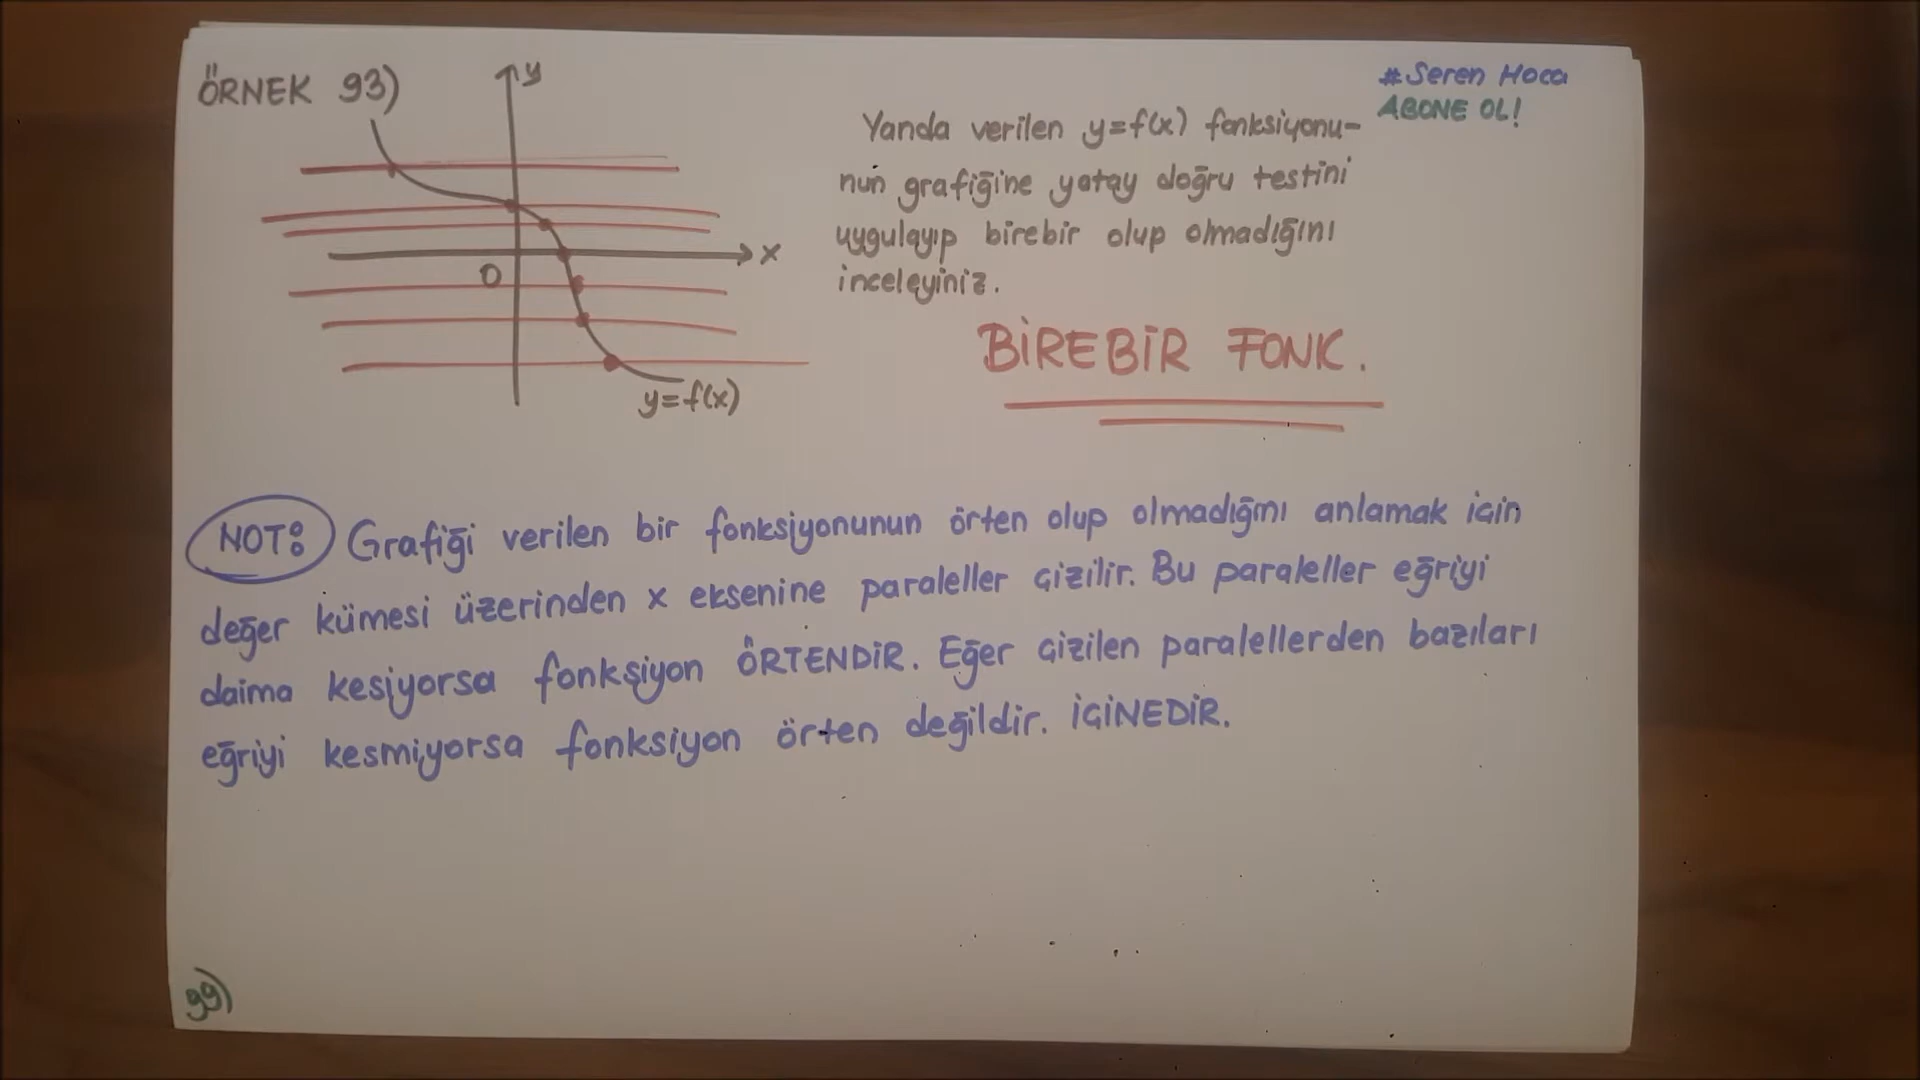 ÖRNEK 93)
y
x
O
y=f(x)
#Seren Hoca
ABONE OL!
Yanda verilen y=f(x) fonksiyonu-
nun grafiğine yatay doğru testini
uygulayıp birebir olup olmadığını
inceleyiniz.
BİREBİR FONK.
NOT: Grafiği verilen bir fonksiyonunun örten olup olmadığını anlamak için
değer kümesi üzerinden x eksenine paraleller çizilir. Bu paraleller eğriyi
daima kesiyorsa fonksiyon ÖRTENDİR. Eğer çizilen paralellerden bazıları
eğriyi kesmiyorsa fonksiyon örten değildir. İÇİNEDİR.
99)